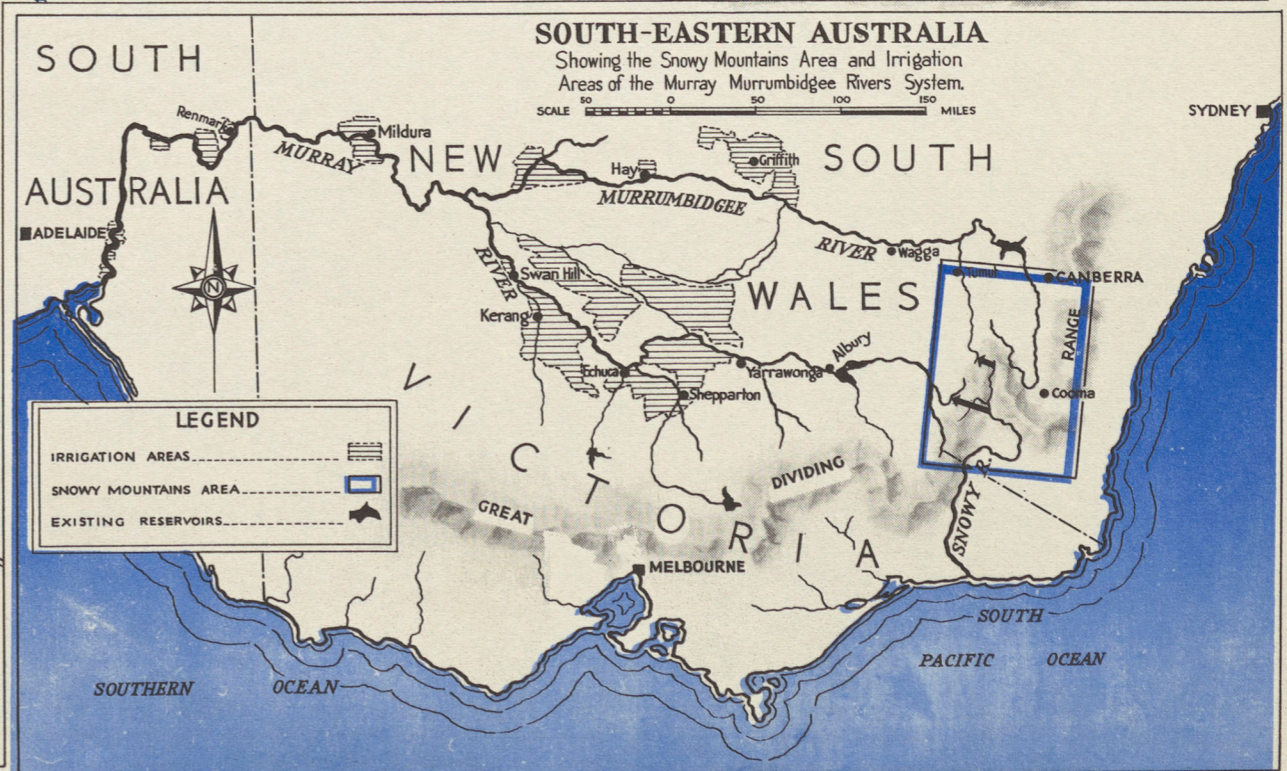 SOUTH-EASTERN AUSTRALIA
Showing the Snowy Mountains Area and Irrigation
Areas of the Murray Murrumbidgee Rivers System.
SCALE 50 0 50 100 150 MILES
SOUTH
AUSTRALIA
SYDNEY
Renmark
Mildura
MURRAY
NEW
SOUTH
Hay
Griffith
MURRUMBIDGEE
RIVER
Wagga
ADELAIDE
N
RIVER
Swan Hill
Kerang
WALES
Tumut
CANBERRA
RANGE
Albury
Echuca
Yarrawonga
Shepparton
Cooma
VICTORIA
LEGEND
IRRIGATION AREAS
SNOWY MOUNTAINS AREA
EXISTING RESERVOIRS
GREAT
DIVIDING
SNOWY R.
MELBOURNE
SOUTH
PACIFIC OCEAN
SOUTHERN OCEAN